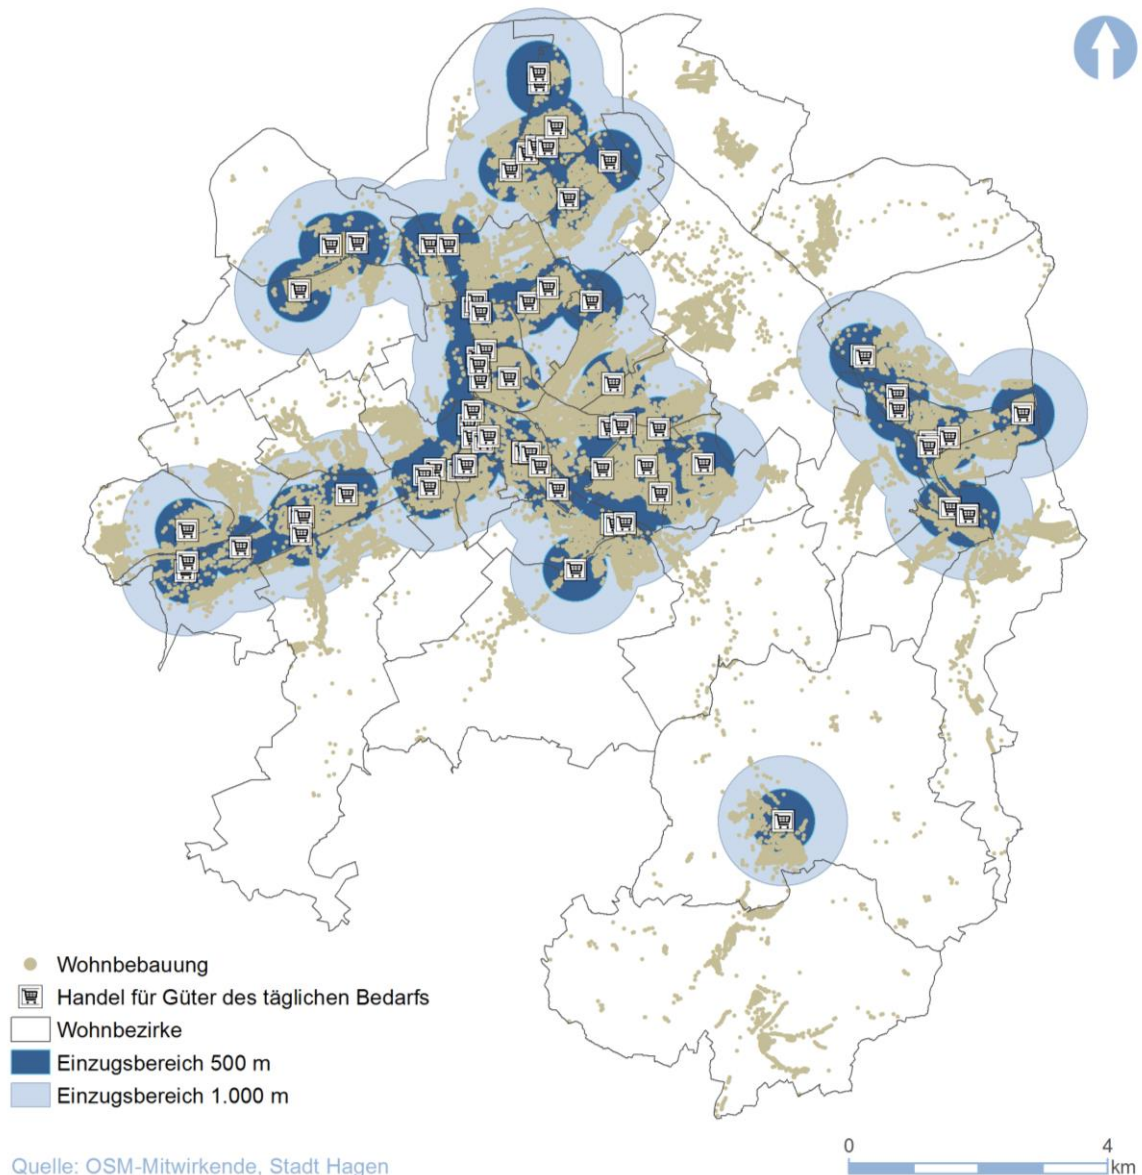 Wohnbebauung
Handel für Güter des täglichen Bedarfs
Wohnbezirke
Einzugsbereich 500 m
Einzugsbereich 1.000 m
Quelle: OSM-Mitwirkende, Stadt Hagen
0 4
km